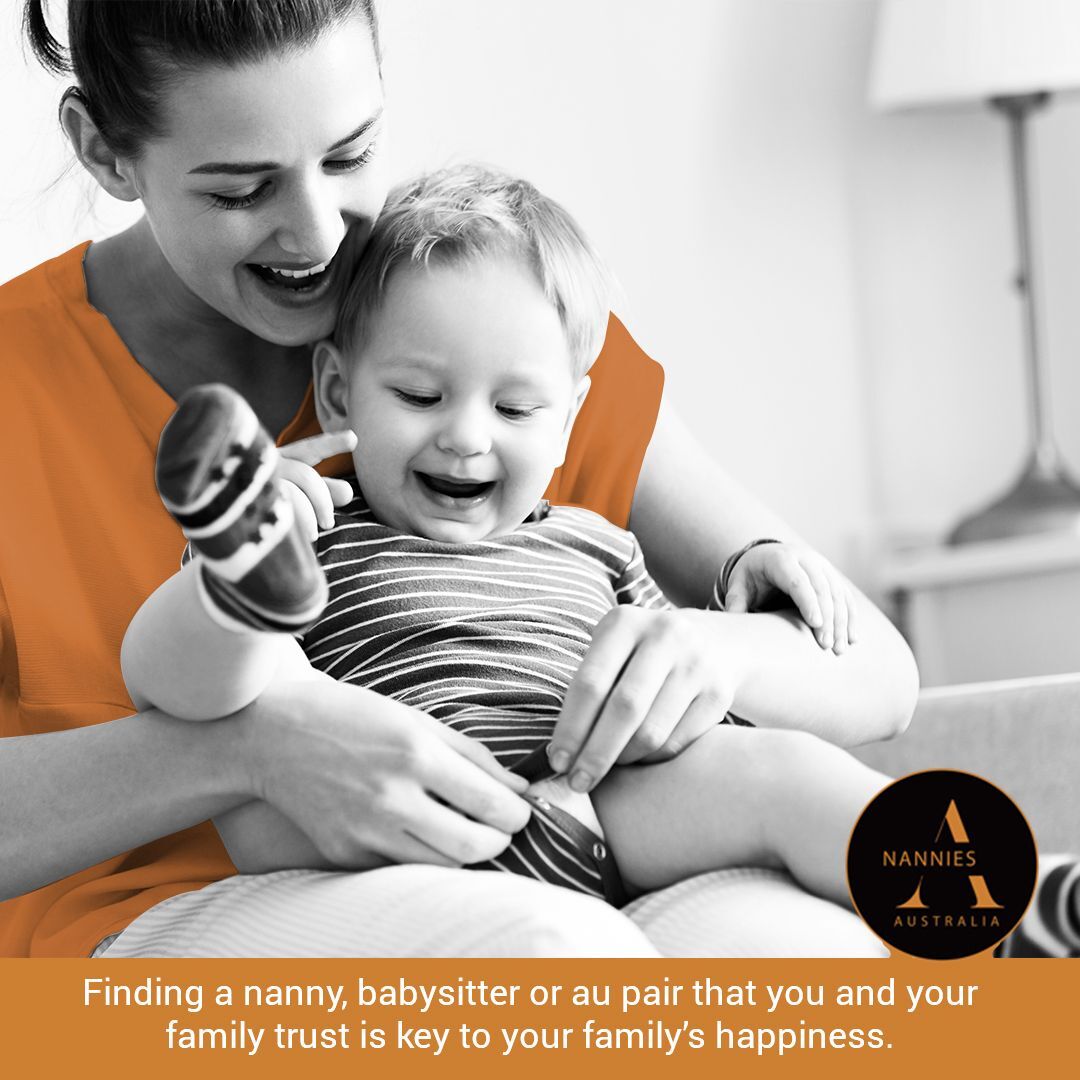 NANNIES
AUSTRALIA
Finding a nanny, babysitter or au pair that you and your
family trust is key to your family’s happiness.